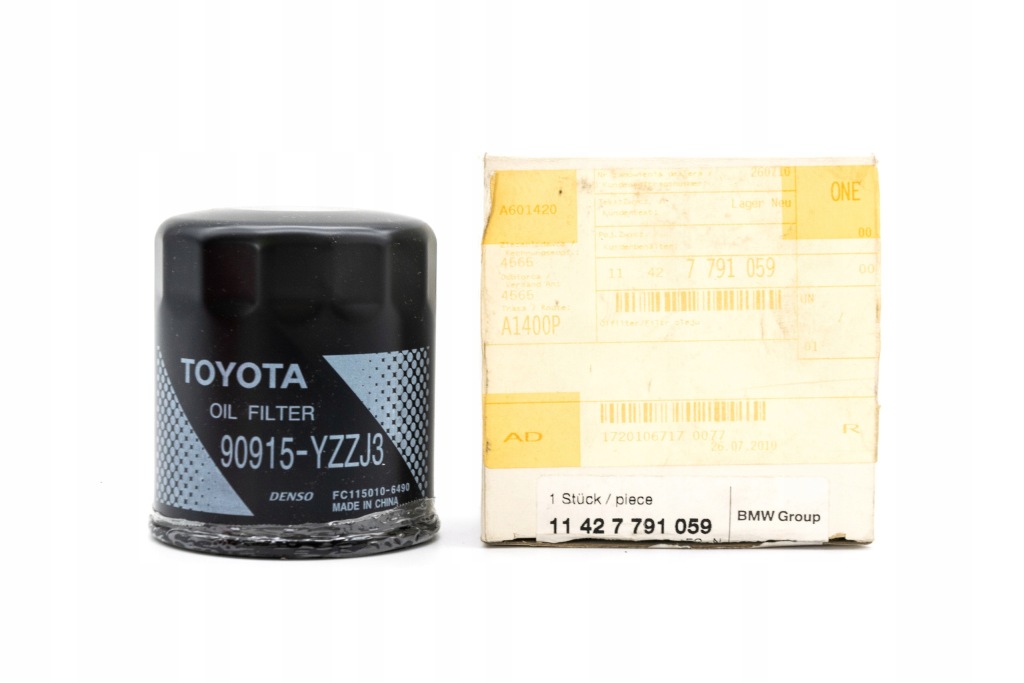 TOYOTA
OIL FILTER
90915-YZZJ3
DENSO
FC115010-6490
MADE IN CHINA
260710
ONE
A601420
Lager Neu
00
4666
11 42 7 791 059
00
4666
A1400P
01
AD
1720106717 0077
R
26.07.2010
1 Stück / piece
11 42 7 791 059
BMW Group